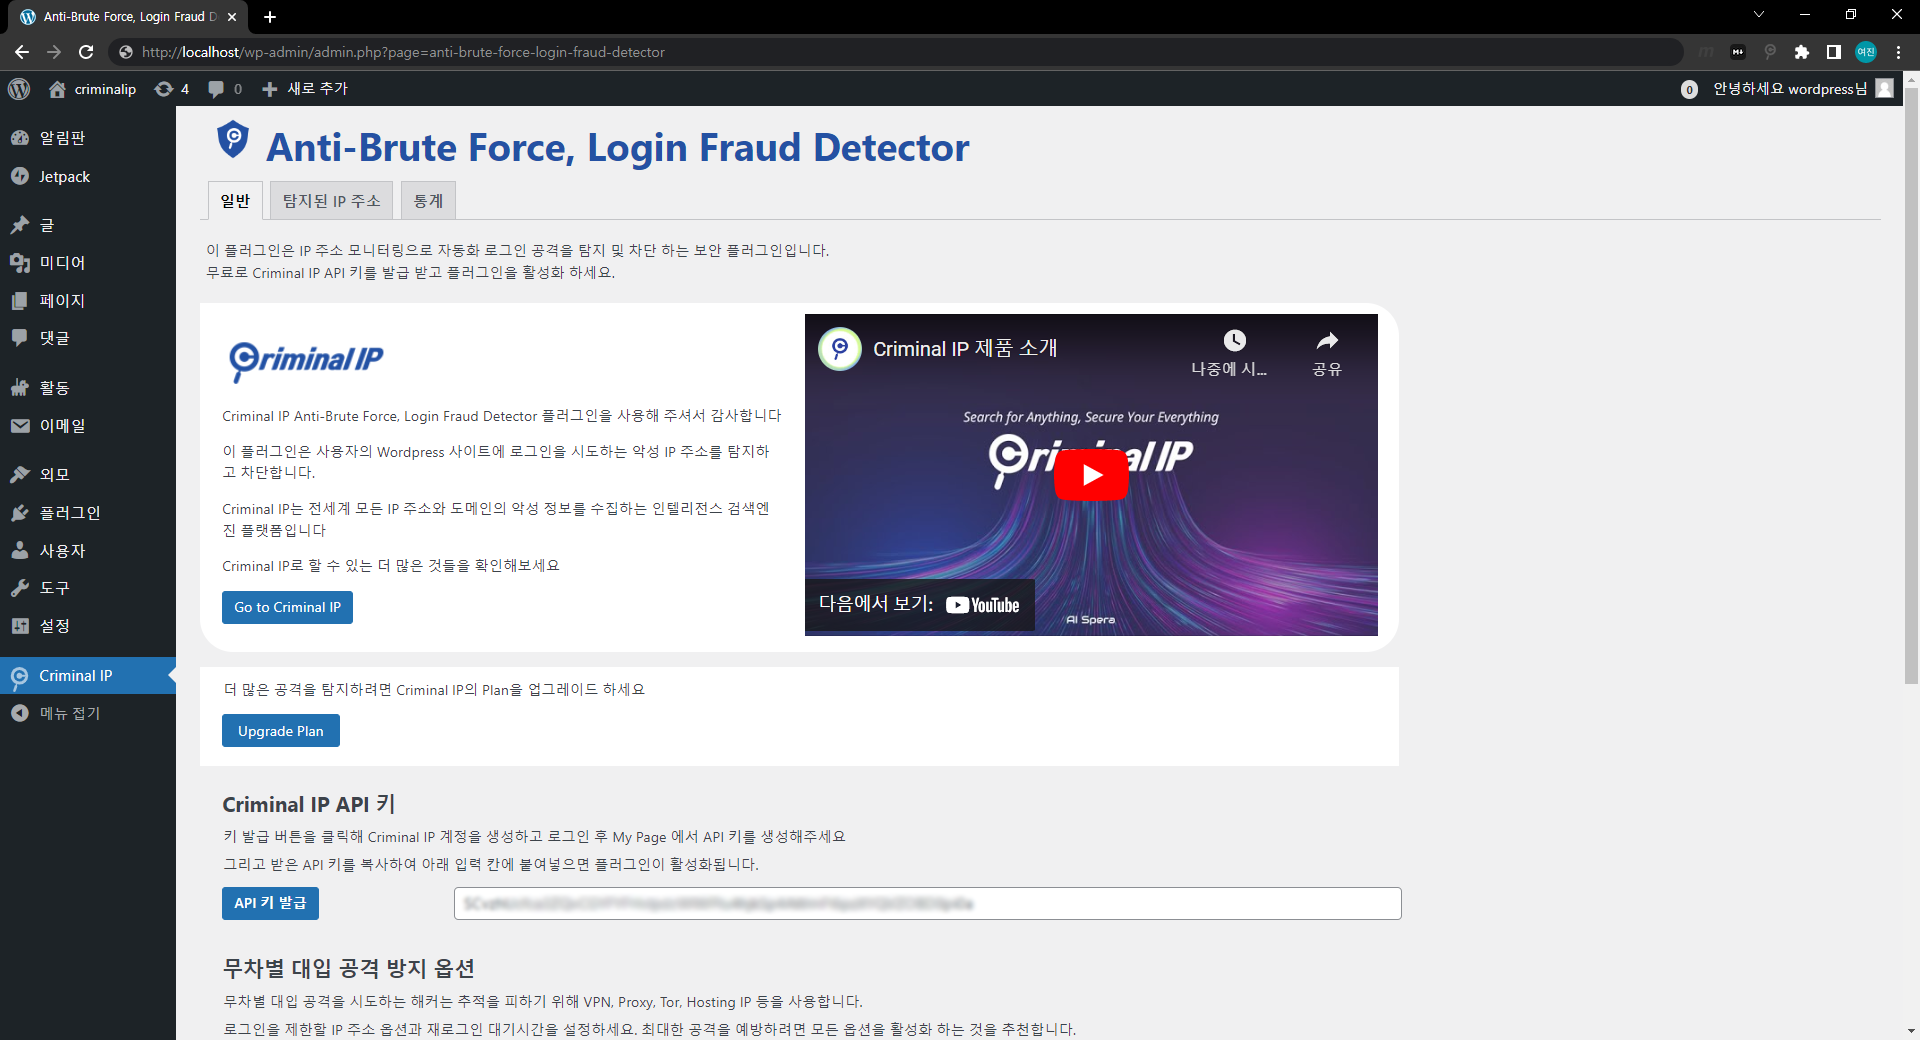 Anti-Brute Force, Login Fraud D
http://localhost/wp-admin/admin.php?page=anti-brute-force-login-fraud-detector
여진
criminalip
4
0
새로 추가
0
안녕하세요 wordpress님
알림판
Jetpack
글
미디어
페이지
댓글
활동
이메일
외모
플러그인
사용자
도구
설정
Criminal IP
메뉴 접기
Anti-Brute Force, Login Fraud Detector
일반
탐지된 IP 주소
통계
이 플러그인은 IP 주소 모니터링으로 자동화 로그인 공격을 탐지 및 차단 하는 보안 플러그인입니다.
무료로 Criminal IP API 키를 발급 받고 플러그인을 활성화 하세요.
Criminal IP
Criminal IP Anti-Brute Force, Login Fraud Detector 플러그인을 사용해 주셔서 감사합니다
이 플러그인은 사용자의 Wordpress 사이트에 로그인을 시도하는 악성 IP 주소를 탐지하
고 차단합니다.
Criminal IP는 전세계 모든 IP 주소와 도메인의 악성 정보를 수집하는 인텔리전스 검색엔
진 플랫폼입니다
Criminal IP로 할 수 있는 더 많은 것들을 확인해보세요
Go to Criminal IP
Criminal IP 제품 소개
나중에 시...
공유
Search for Anything, Secure Your Everything
Criminal IP
다음에서 보기: YouTube
AI Spera
더 많은 공격을 탐지하려면 Criminal IP의 Plan을 업그레이드 하세요
Upgrade Plan
Criminal IP API 키
키 발급 버튼을 클릭해 Criminal IP 계정을 생성하고 로그인 후 My Page 에서 API 키를 생성해주세요
그리고 받은 API 키를 복사하여 아래 입력 칸에 붙여넣으면 플러그인이 활성화됩니다.
API 키 발급
무차별 대입 공격 방지 옵션
무차별 대입 공격을 시도하는 해커는 추적을 피하기 위해 VPN, Proxy, Tor, Hosting IP 등을 사용합니다.
로그인을 제한할 IP 주소 옵션과 재로그인 대기시간을 설정하세요. 최대한 공격을 예방하려면 모든 옵션을 활성화 하는 것을 추천합니다.